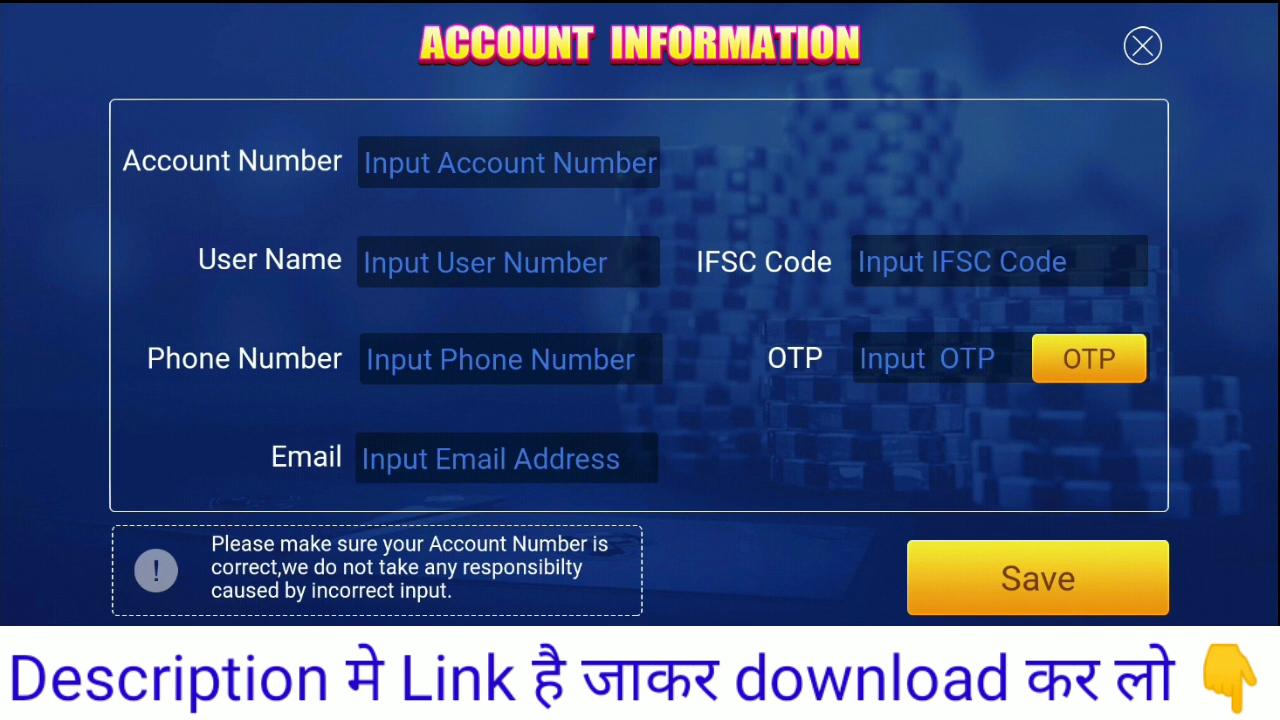 ACCOUNT INFORMATION
Account Number Input Account Number
User Name Input User Number IFSC Code Input IFSC Code
Phone Number Input Phone Number OTP Input OTP OTP
Email Input Email Address
!
Please make sure your Account Number is
correct,we do not take any responsibilty
caused by incorrect input.
Save
Description मे Link है जाकर download कर लो 👇